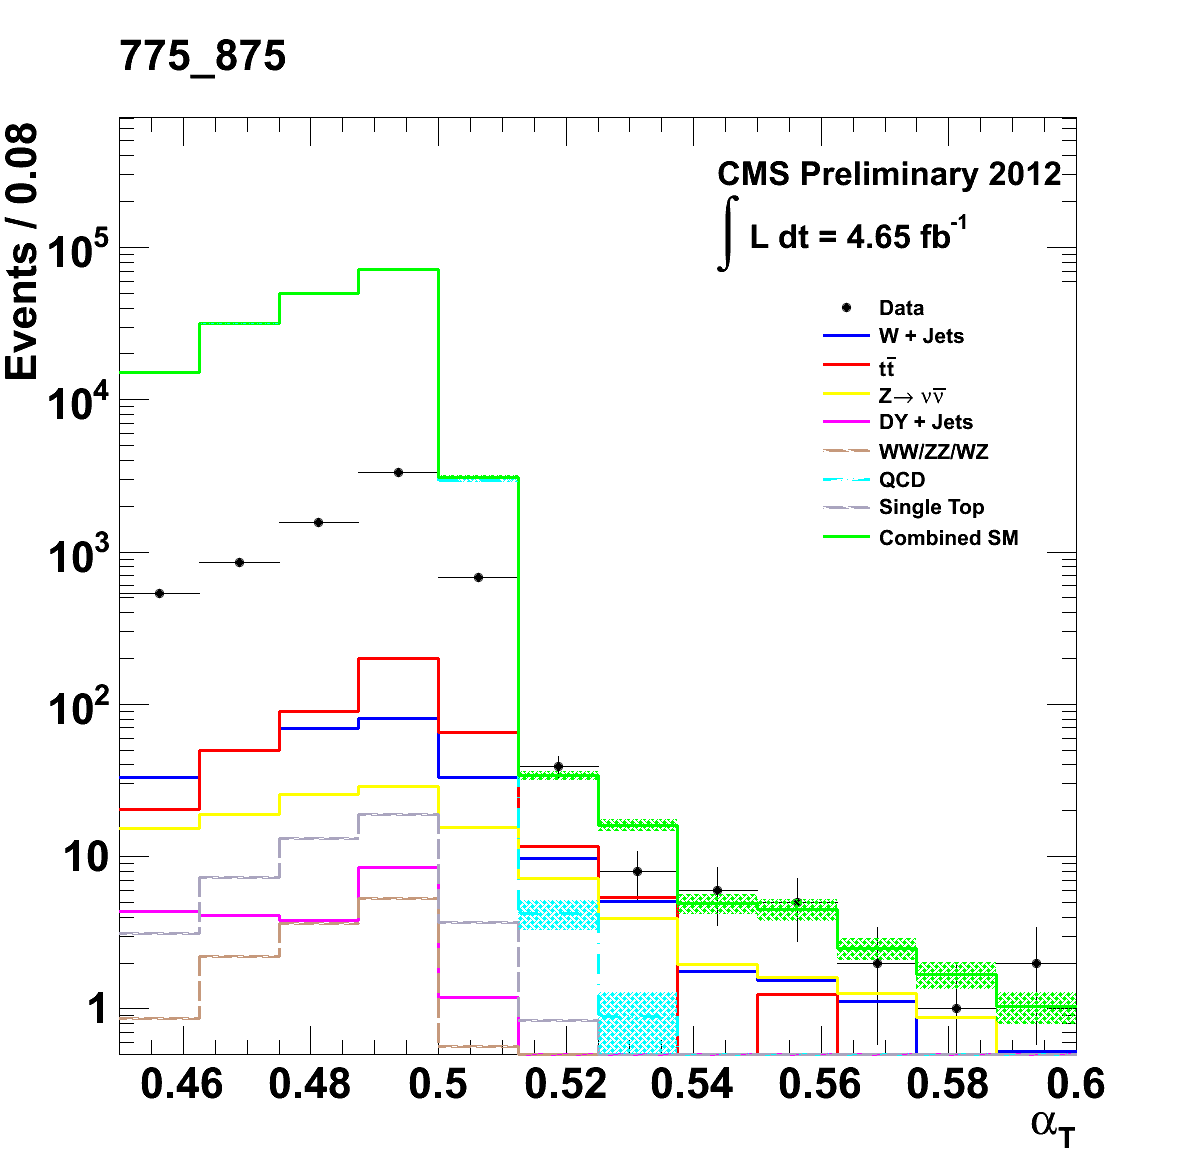 775_875
Events / 0.08
CMS Preliminary 2012
∫ L dt = 4.65 fb⁻¹
Data
W + Jets
tt̅
Z→ νν̅
DY + Jets
WW/ZZ/WZ
QCD
Single Top
Combined SM
10⁵
10⁴
10³
10²
10
1
0.46 0.48 0.5 0.52 0.54 0.56 0.58 0.6
α_T